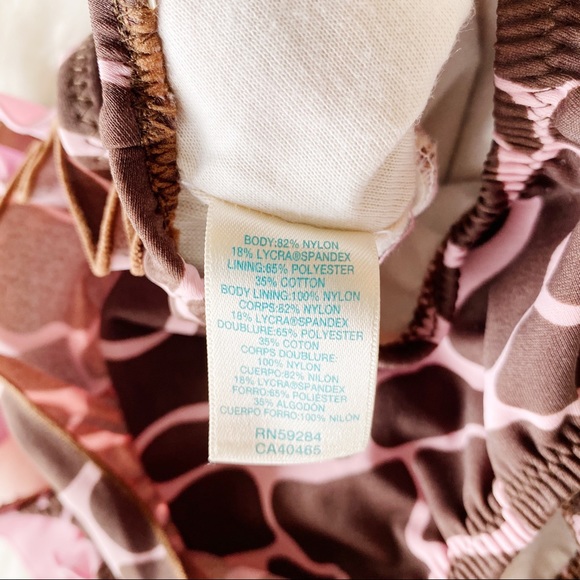 BODY:82% NYLON
18% LYCRA®SPANDEX
LINING:65% POLYESTER
35% COTTON
BODY LINING:100% NYLON
CORPS:82% NYLON
18% LYCRA®SPANDEX
DOUBLURE:65% POLYESTER
35% COTON
CORPS DOUBLURE:
100% NYLON
CUERPO:82% NILON
18% LYCRA®SPANDEX
FORRO:65% POLIÉSTER
35% ALGODÓN
CUERPO FORRO:100% NILON
RN59284
CA40465